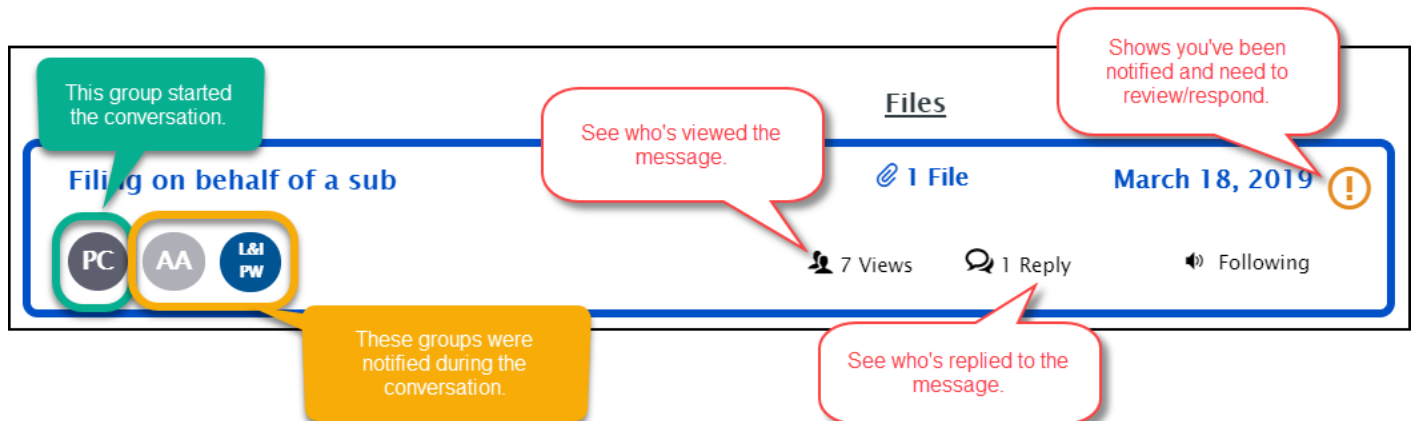 This group started
the conversation.
See who's viewed the
message.
Files
Shows you've been
notified and need to
review/respond.
Filing on behalf of a sub
1 File
March 18, 2019
PC
AA
L&I
PW
7 Views
1 Reply
Following
These groups were
notified during the
conversation.
See who's replied to the
message.